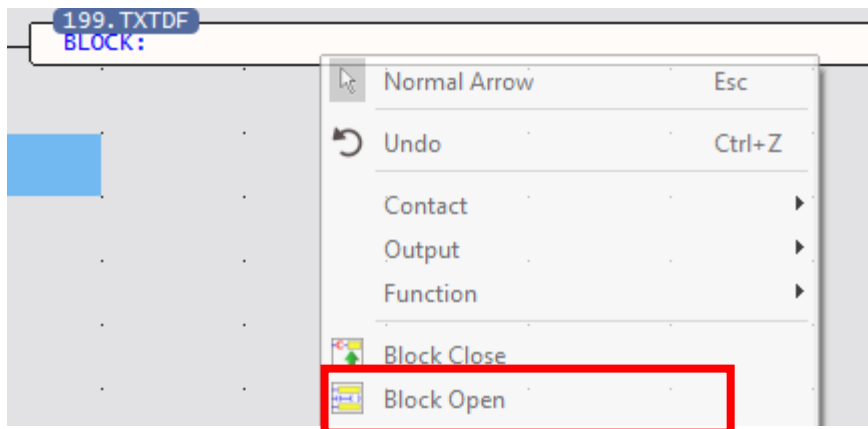 199.TXTDF
BLOCK:
Normal Arrow Esc
Undo Ctrl+Z
Contact
Output
Function
Block Close
Block Open